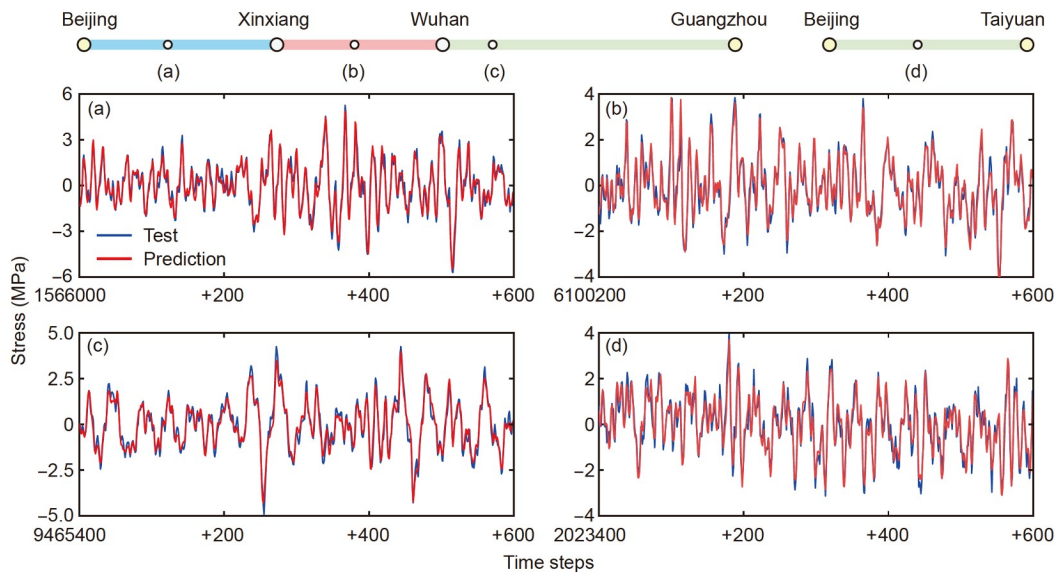 Beijing Xinxiang Wuhan Guangzhou Beijing Taiyuan
(a) (b) (c) (d)
Stress (MPa)
(a)
6
3
0
−3
−6
Test
Prediction
1566000 +200 +400 +600
(b)
4
2
0
−2
−4
6100200 +200 +400 +600
(c)
5.0
2.5
0
−2.5
−5.0
9465400 +200 +400 +600
(d)
4
2
0
−2
−4
2023400 +200 +400 +600
Time steps